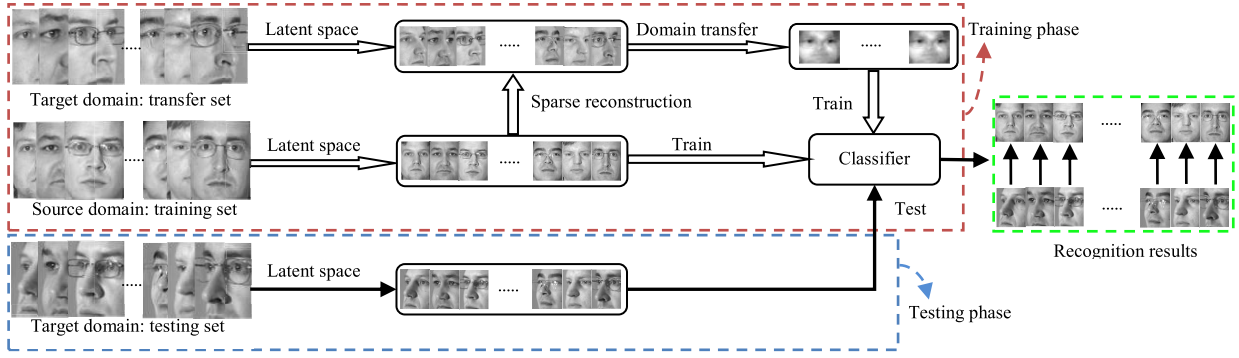 Latent space
Domain transfer
Training phase
.....
.....
.....
.....
Target domain: transfer set
Sparse reconstruction
Train
.....
Latent space
Train
Classifier
.....
.....
Source domain: training set
Test
.....
Latent space
Recognition results
.....
.....
Target domain: testing set
Testing phase